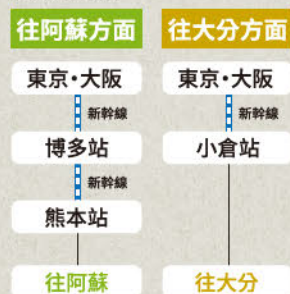 往阿蘇方面
東京・大阪
新幹線
博多站
新幹線
熊本站
往阿蘇
往大分方面
東京・大阪
新幹線
小倉站
往大分